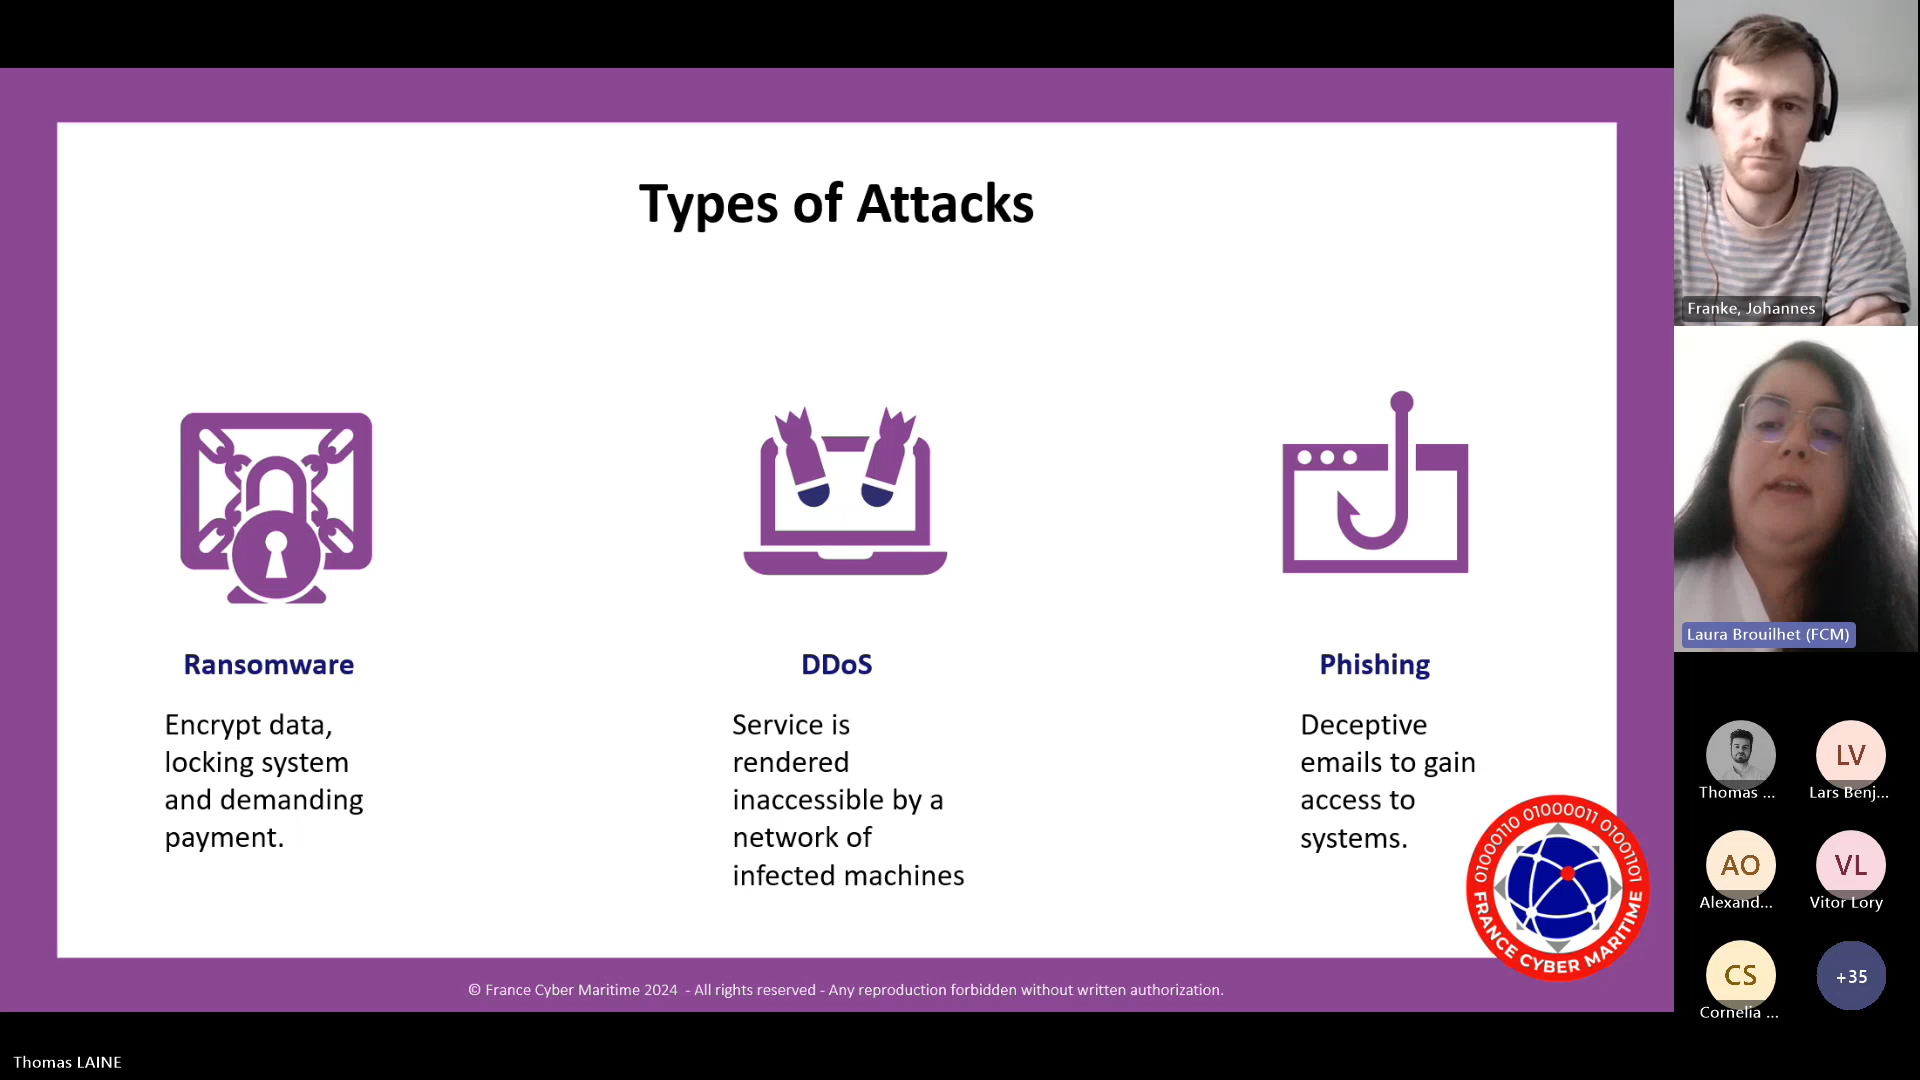 Types of Attacks
Ransomware
Encrypt data,
locking system
and demanding
payment.
DDoS
Service is
rendered
inaccessible by a
network of
infected machines
Phishing
Deceptive
emails to gain
access to
systems.
01000110 01000011 01001101
FRANCE CYBER MARITIME
© France Cyber Maritime 2024 - All rights reserved - Any reproduction forbidden without written authorization.
Thomas LAINE
Franke, Johannes
Laura Brouilhet (FCM)
Thomas ...
LV
Lars Benj...
AO
Alexand...
VL
Vitor Lory
CS
Cornelia ...
+35